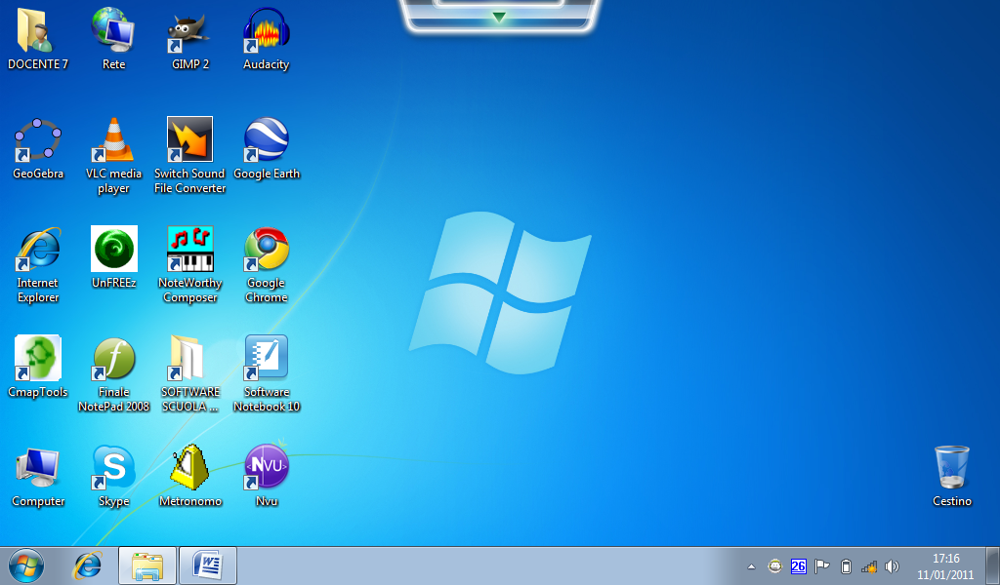 DOCENTE 7
Rete
GIMP 2
Audacity
GeoGebra
VLC media
player
Switch Sound
File Converter
Google Earth
Internet
Explorer
UnFREEz
NoteWorthy
Composer
Google
Chrome
CmapTools
Finale
NotePad 2008
SOFTWARE
SCUOLA ...
Software
Notebook 10
Computer
Skype
Metronomo
<NVU>
Nvu
Cestino
26
17:16
11/01/2011